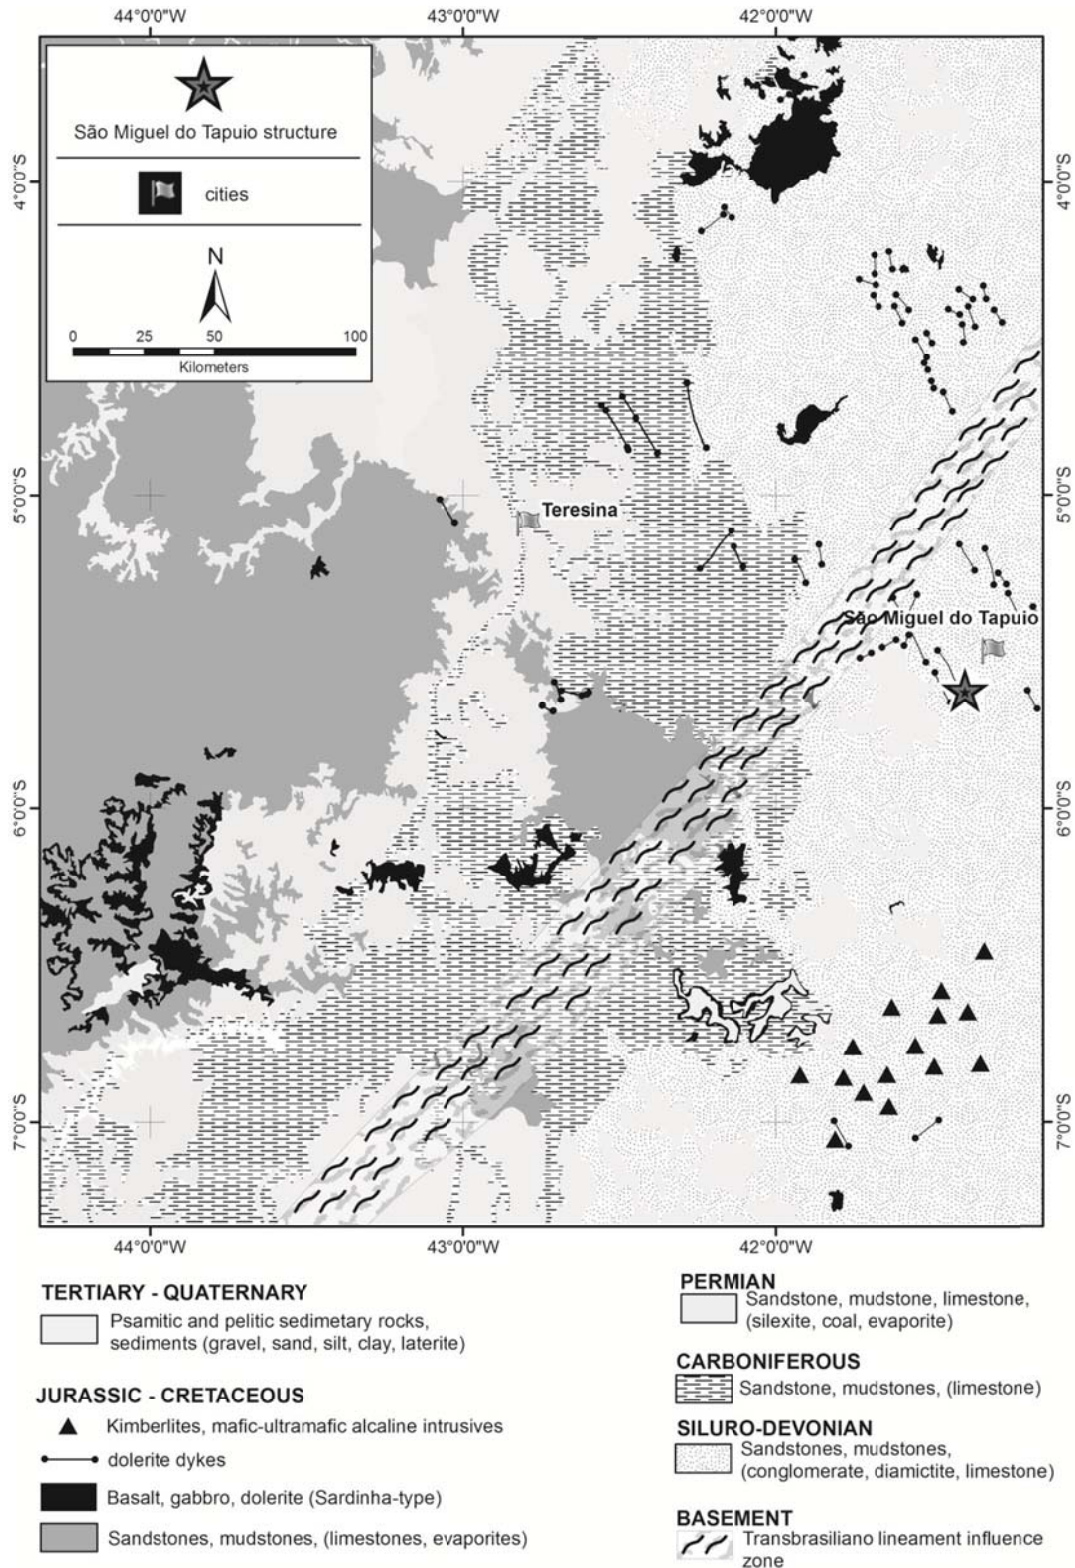 44°0'0"W
43°0'0"W
42°0'0"W
São Miguel do Tapuio structure
cities
N
0 25 50 100
Kilometers
4°0'0"S
4°0'0"S
5°0'0"S
5°0'0"S
Teresina
São Miguel do Tapuio
6°0'0"S
6°0'0"S
7°0'0"S
7°0'0"S
44°0'0"W
43°0'0"W
42°0'0"W
TERTIARY - QUATERNARY
Psamitic and pelitic sedimetary rocks,
sediments (gravel, sand, silt, clay, laterite)
JURASSIC - CRETACEOUS
Kimberlites, mafic-ultramafic alcaline intrusives
dolerite dykes
Basalt, gabbro, dolerite (Sardinha-type)
Sandstones, mudstones, (limestones, evaporites)
PERMIAN
Sandstone, mudstone, limestone,
(silexite, coal, evaporite)
CARBONIFEROUS
Sandstone, mudstones, (limestone)
SILURO-DEVONIAN
Sandstones, mudstones,
(conglomerate, diamictite, limestone)
BASEMENT
Transbrasiliano lineament influence
zone